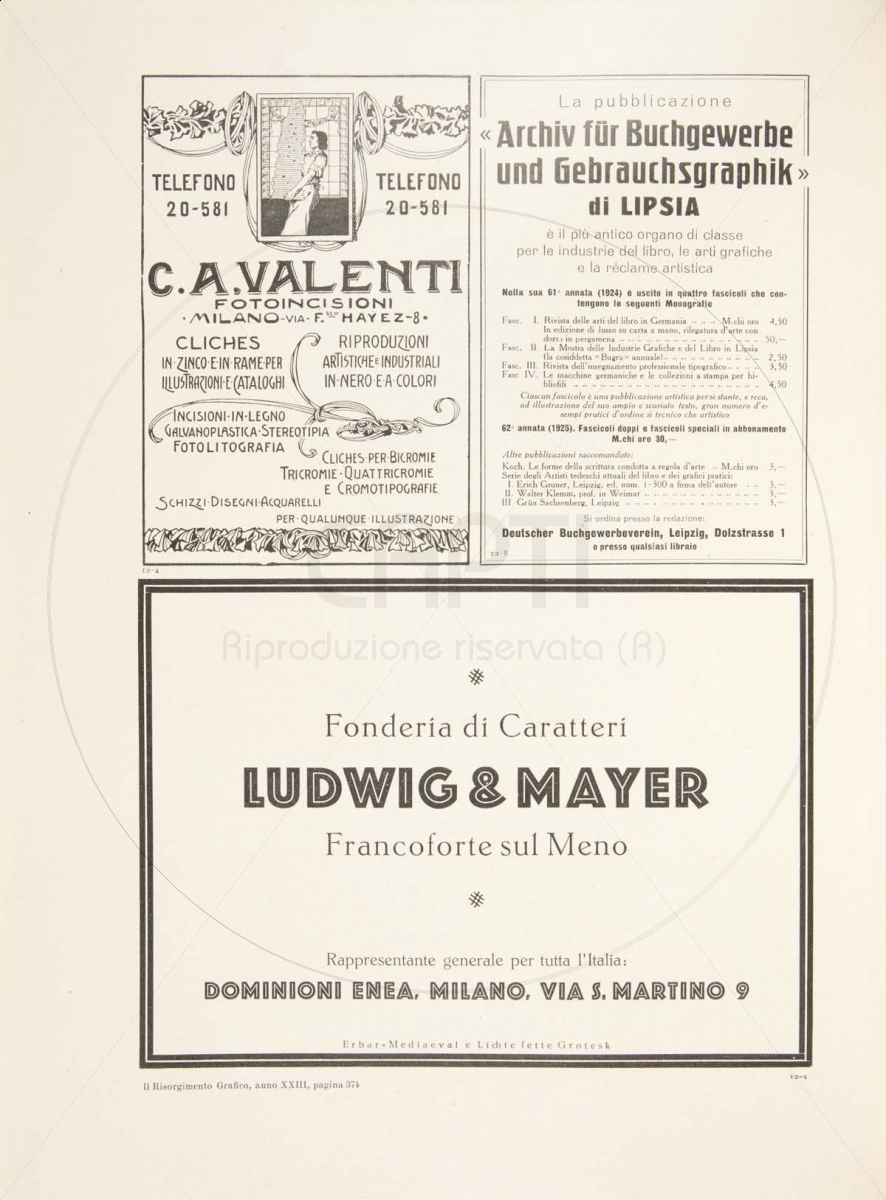 TELEFONO
20-581
TELEFONO
20-581
C.A.VALENTI
FOTOINCISIONI
·MILANO-VIA-F.sco HAYEZ-8·
CLICHES
IN·ZINCO·E·IN·RAME·PER
ILLUSTRAZIONI·E·CATALOGHI
RIPRODUZIONI
ARTISTICHE E INDUSTRIALI
IN·NERO·E·A·COLORI
INCISIONI·IN·LEGNO
GALVANOPLASTICA·STEREOTIPIA
FOTOLITOGRAFIA
CLICHES·PER·BICROMIE
TRICROMIE·QUATTRICROMIE
E CROMOTIPOGRAFIE
SCHIZZI·DISEGNI·ACQUARELLI
PER·QUALUNQUE·ILLUSTRAZIONE
12-4
La pubblicazione
« Archiv für Buchgewerbe
und Gebrauchsgraphik »
di LIPSIA
è il più antico organo di classe
per le industrie del libro, le arti grafiche
e la réclame artistica
Nella sua 61ª annata (1924) è uscito in quattro fascicoli che con-
tengono le seguenti Monografie
Fasc. I. Rivista delle arti del libro in Germania .. .. .. M.chi oro 4,50
In edizione di lusso su carta a mano, rilegatura d'arte con
dorsi in pergamena .. .. .. 50,—
Fasc. II. La Mostra delle Industrie Grafiche e del Libro in Lipsia
(la cosiddetta "Bugra" annuale) .. .. .. 2,50
Fasc. III. Rivista dell'insegnamento professionale tipografico .. .. .. 3,50
Fasc IV. Le macchine germaniche e le collezioni a stampa per bi-
bliofili .. .. .. 4,50
Ciascun fascicolo è una pubblicazione artistica per sè stante, e reca,
ad illustrazione del suo ampio e svariato testo, gran numero d'e-
sempi pratici d'ordine sì tecnico che artistico
62ª annata (1925). Fascicoli doppi e fascicoli speciali in abbonamento
M.chi oro 30,—
Altre pubblicazioni raccomandate:
Koch. Le forme della scrittura condotta a regola d'arte .. M.chi oro 3,—
Serie degli Artisti tedeschi attuali del libro e dei grafici pratici:
I. Erich Gruner, Leipzig, ed. num. 1-300 a firma dell'autore .. .. 3,—
II. Walter Klemm, prof. in Weimar .. .. .. 3,—
III. Grün Sachsenberg, Leipzig .. .. .. 3,—
Si ordina presso la redazione:
Deutscher Buchgewerbeverein, Leipzig, Dolzstrasse 1
o presso qualsiasi libraio
CAPTI
Riproduzione riservata (R)
Fonderia di Caratteri
LUDWIG & MAYER
Francoforte sul Meno
Rappresentante generale per tutta l'Italia:
DOMINIONI ENEA, MILANO, VIA S. MARTINO 9
Erbar-Mediaeval e Lichte fette Grotesk
12-4
Il Risorgimento Grafico, anno XXIII, pagina 374